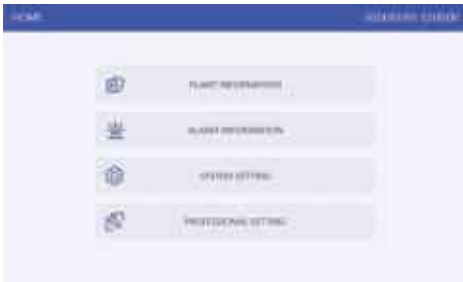 HOME
PLANT INFORMATION
ALARM INFORMATION
SYSTEM SETTING
PROFESSIONAL SETTING